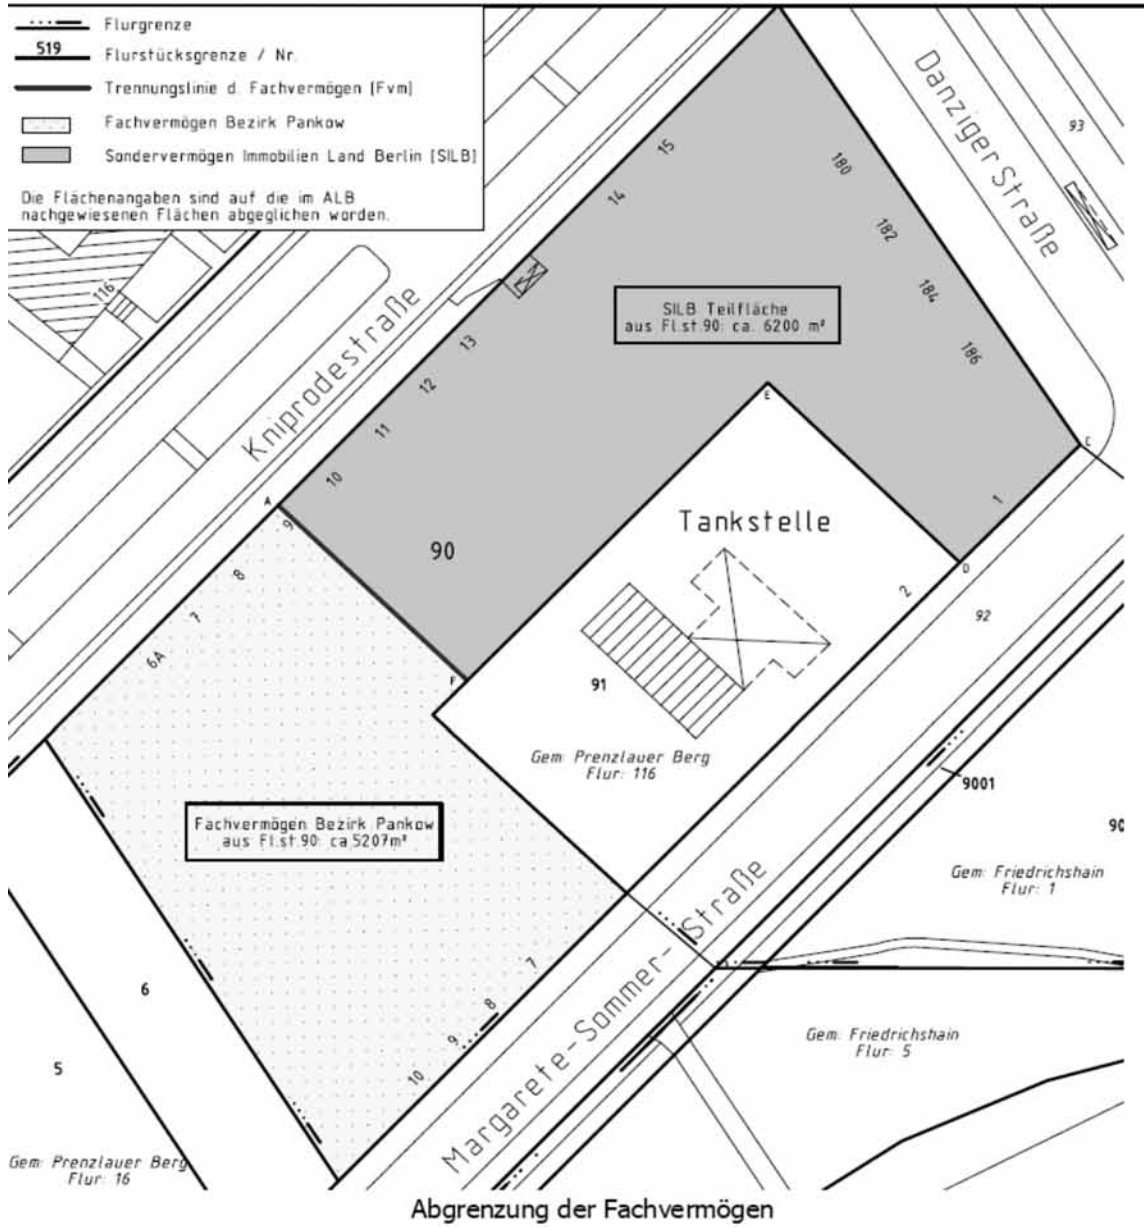 Flurgrenze
519
Flurstücksgrenze / Nr.
Trennungslinie d. Fachvermögen [Fvm]
Fachvermögen Bezirk Pankow
Sondervermögen Immobilien Land Berlin [SILB]
Die Flächenangaben sind auf die im ALB
nachgewiesenen Flächen abgeglichen worden.
Danziger Straße
93
15
14
180
182
184
186
116
Kniprodestraße
13
12
11
10
SILB Teilfläche
aus Fl.st.90: ca. 6200 m²
E
C
A
9
8
7
6A
90
1
Tankstelle
D
2
92
F
91
Gem: Prenzlauer Berg
Flur: 116
9001
90
Fachvermögen Bezirk Pankow
aus Fl.st.90: ca.5207m²
Gem: Friedrichshain
Flur: 1
Margarete-Sommer-Straße
7
8
9
10
6
5
Gem: Friedrichshain
Flur: 5
Gem: Prenzlauer Berg
Flur: 16
Abgrenzung der Fachvermögen